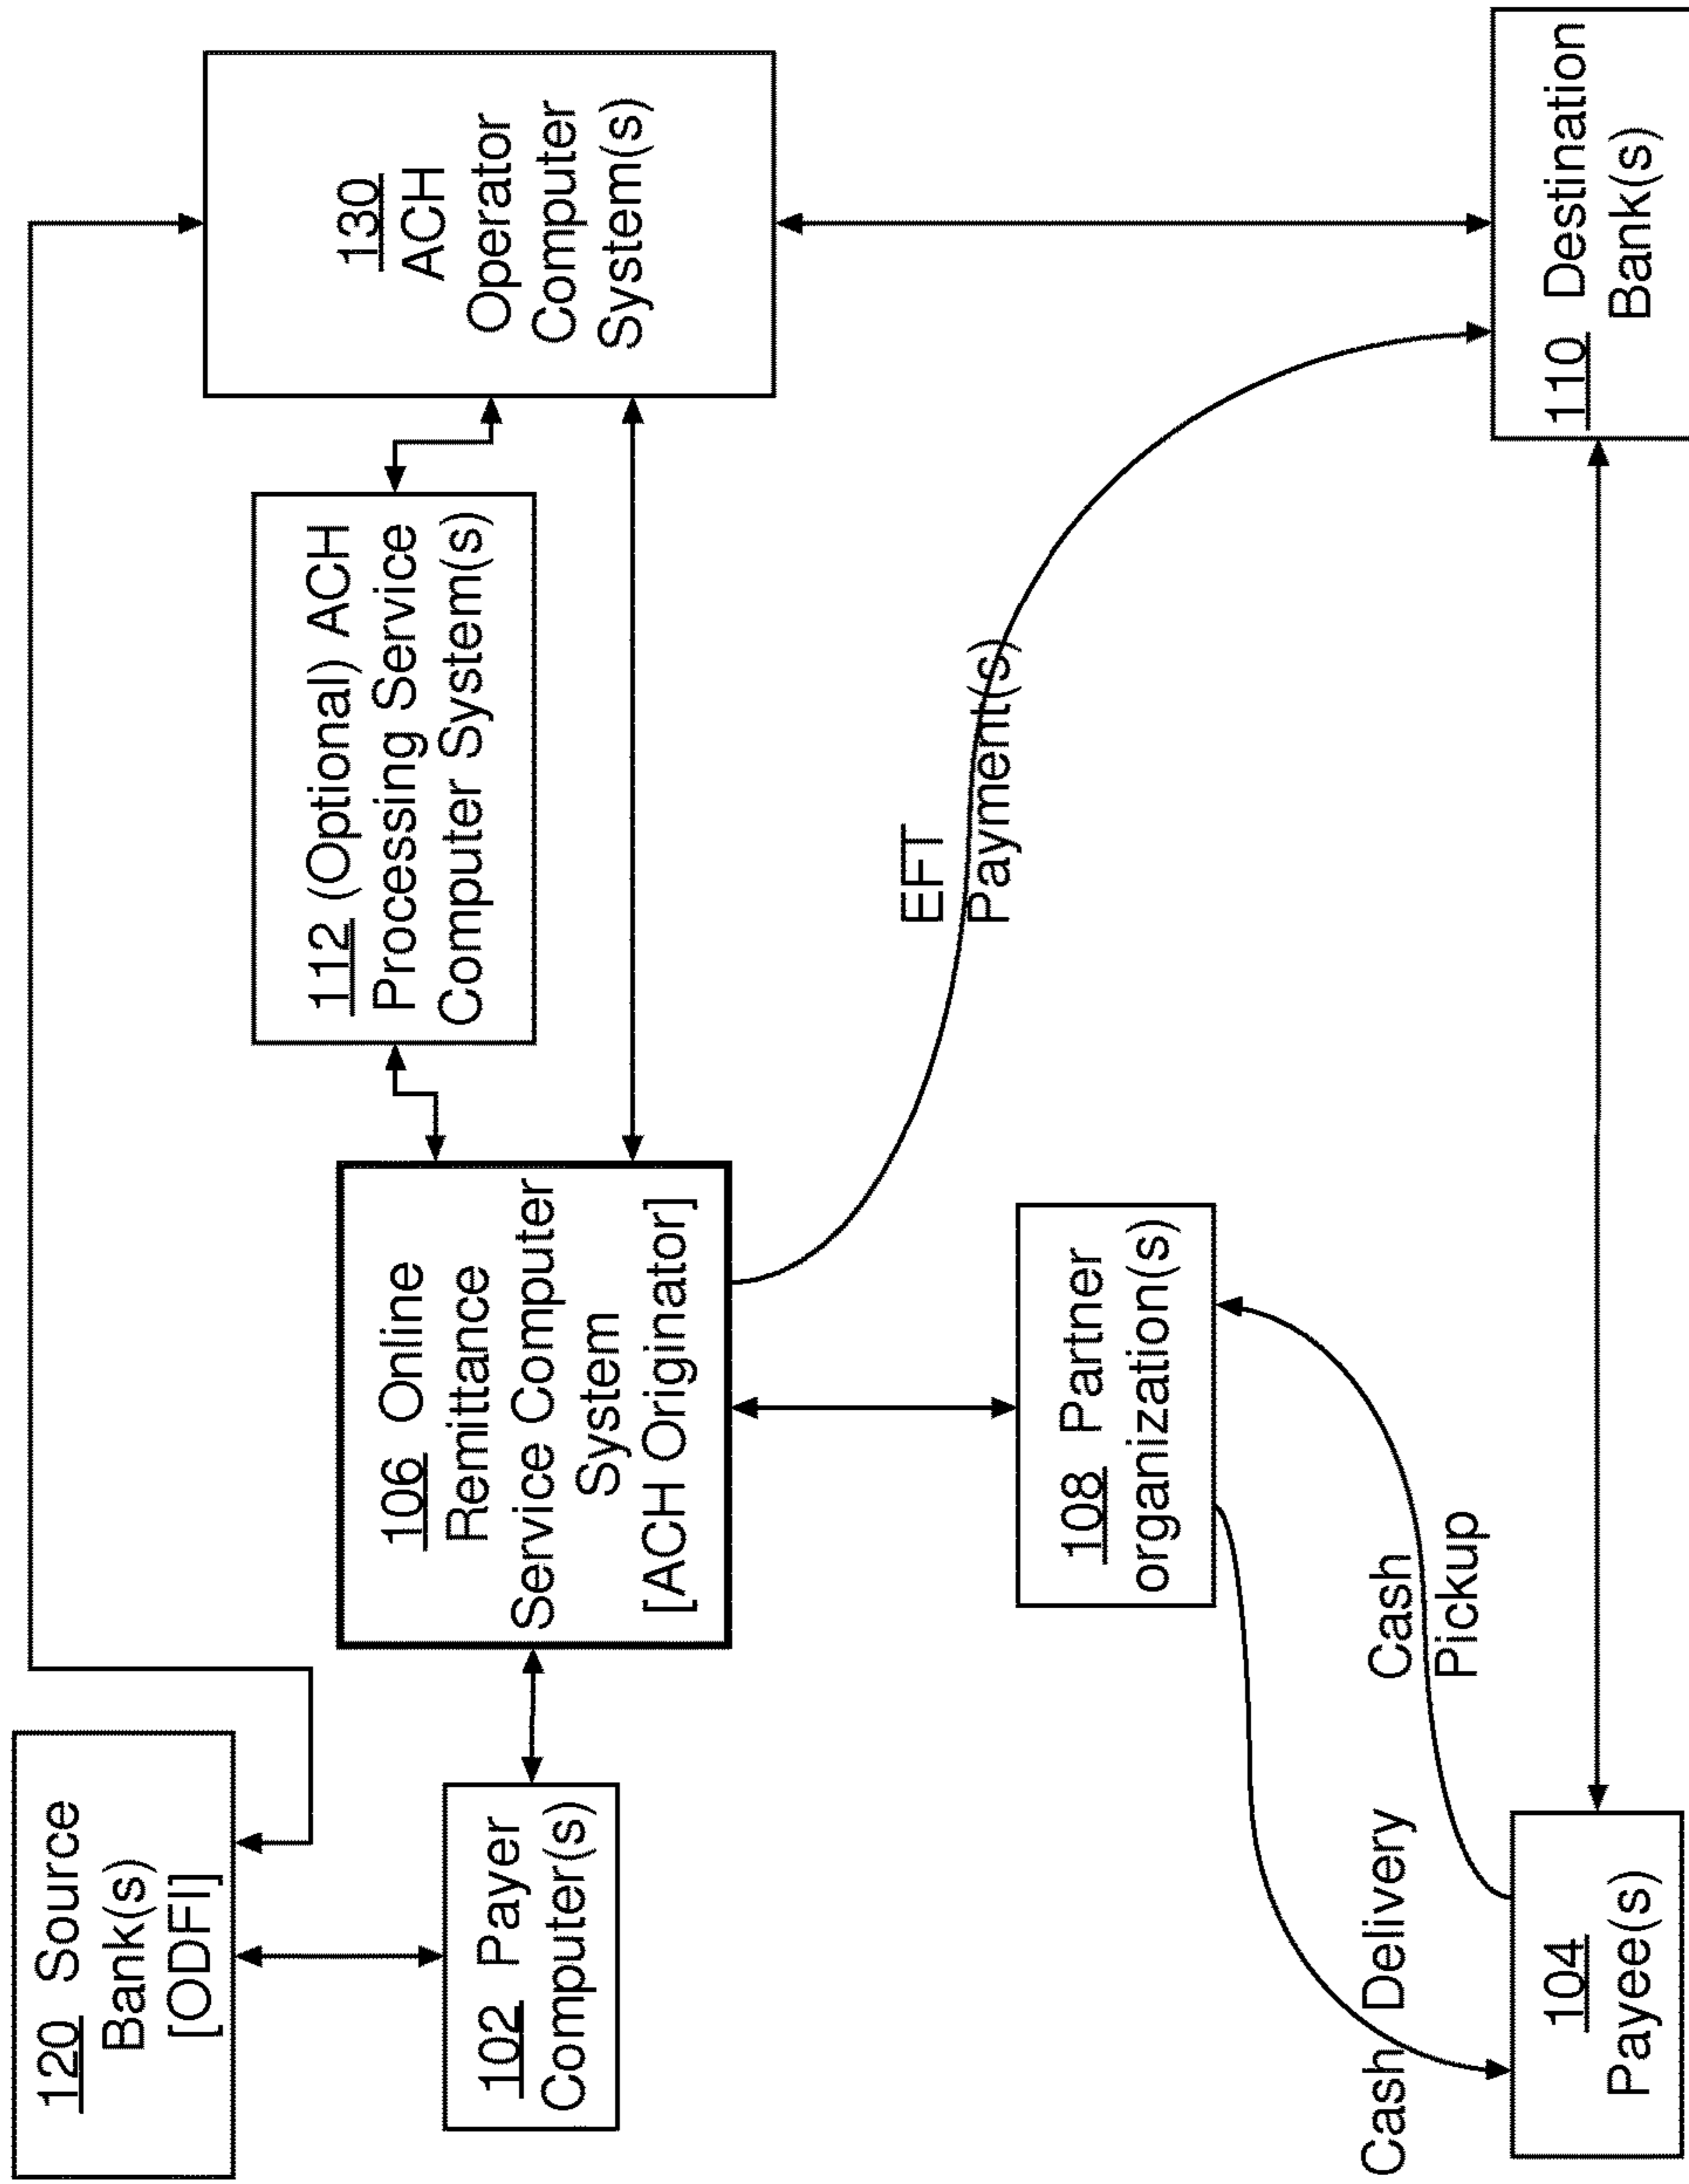 120 Source
Bank(s)
[ODFI]
102 Payer
Computer(s)
106 Online
Remittance
Service Computer
System
[ACH Originator]
112 (Optional) ACH
Processing Service
Computer System(s)
130
ACH
Operator
Computer
System(s)
EFT
Payment(s)
108 Partner
organization(s)
Cash
Pickup
Cash Delivery
104
Payee(s)
110 Destination
Bank(s)